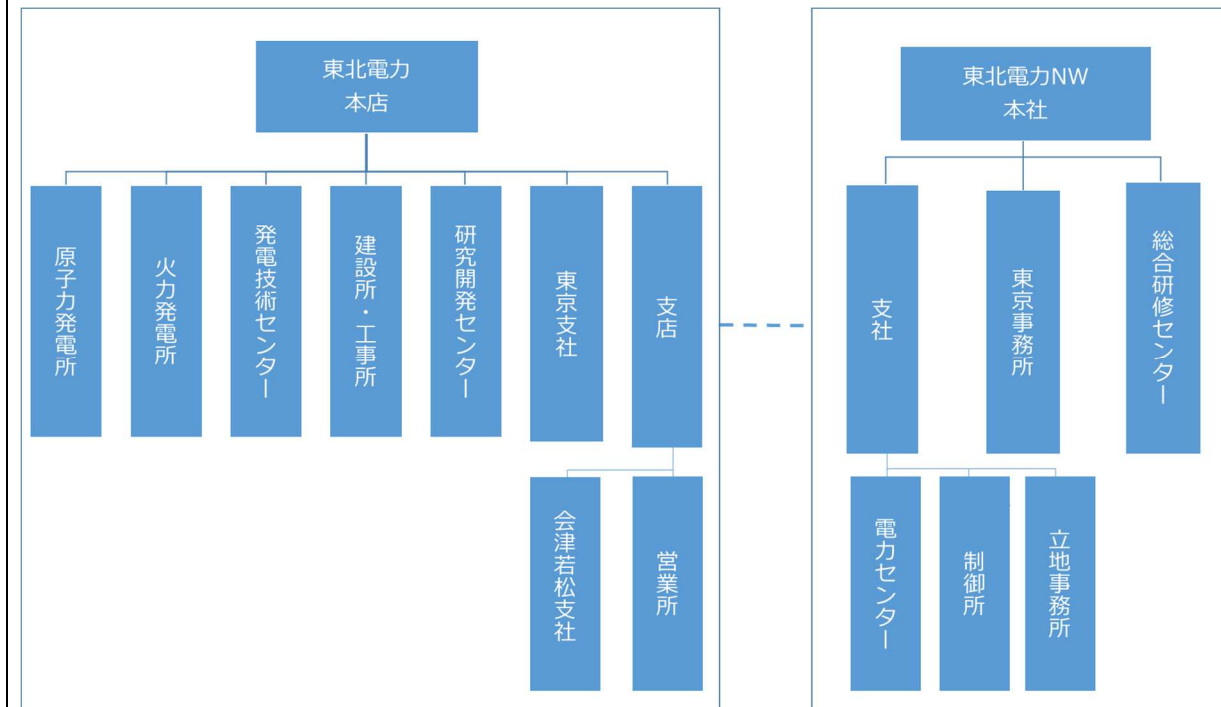 東北電力
本店
原子力発電所
火力発電所
発電技術センター
建設所・工事所
研究開発センター
東京支社
支店
会津若松支社
営業所
東北電力NW
本社
支社
東京事務所
総合研修センター
電力センター
制御所
立地事務所